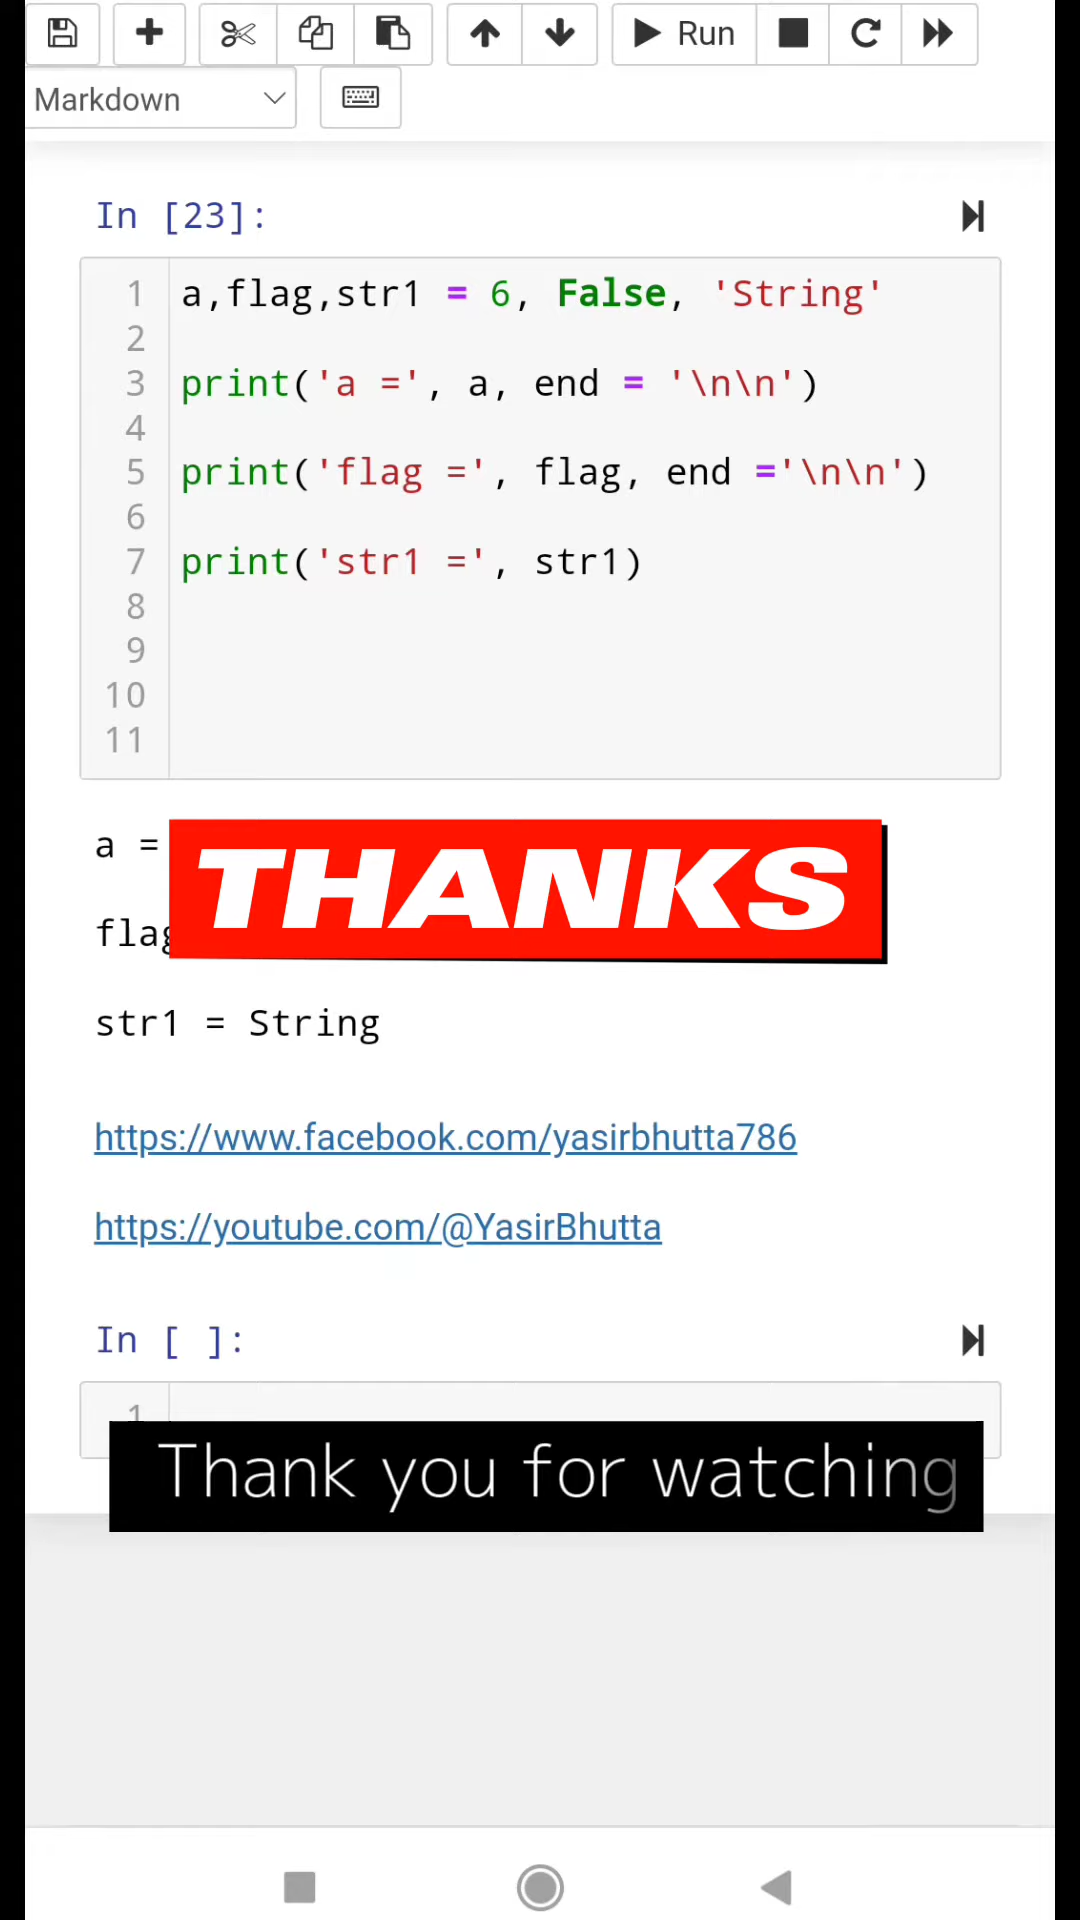 Run
Markdown
In [23]:
1 a,flag,str1 = 6, False, 'String'
2
3 print('a =', a, end = '\n\n')
4
5 print('flag =', flag, end ='\n\n')
6
7 print('str1 =', str1)
8
9
10
11
a =
THANKS
flag
str1 = String
https://www.facebook.com/yasirbhutta786
https://youtube.com/@YasirBhutta
In [ ]:
1
Thank you for watching